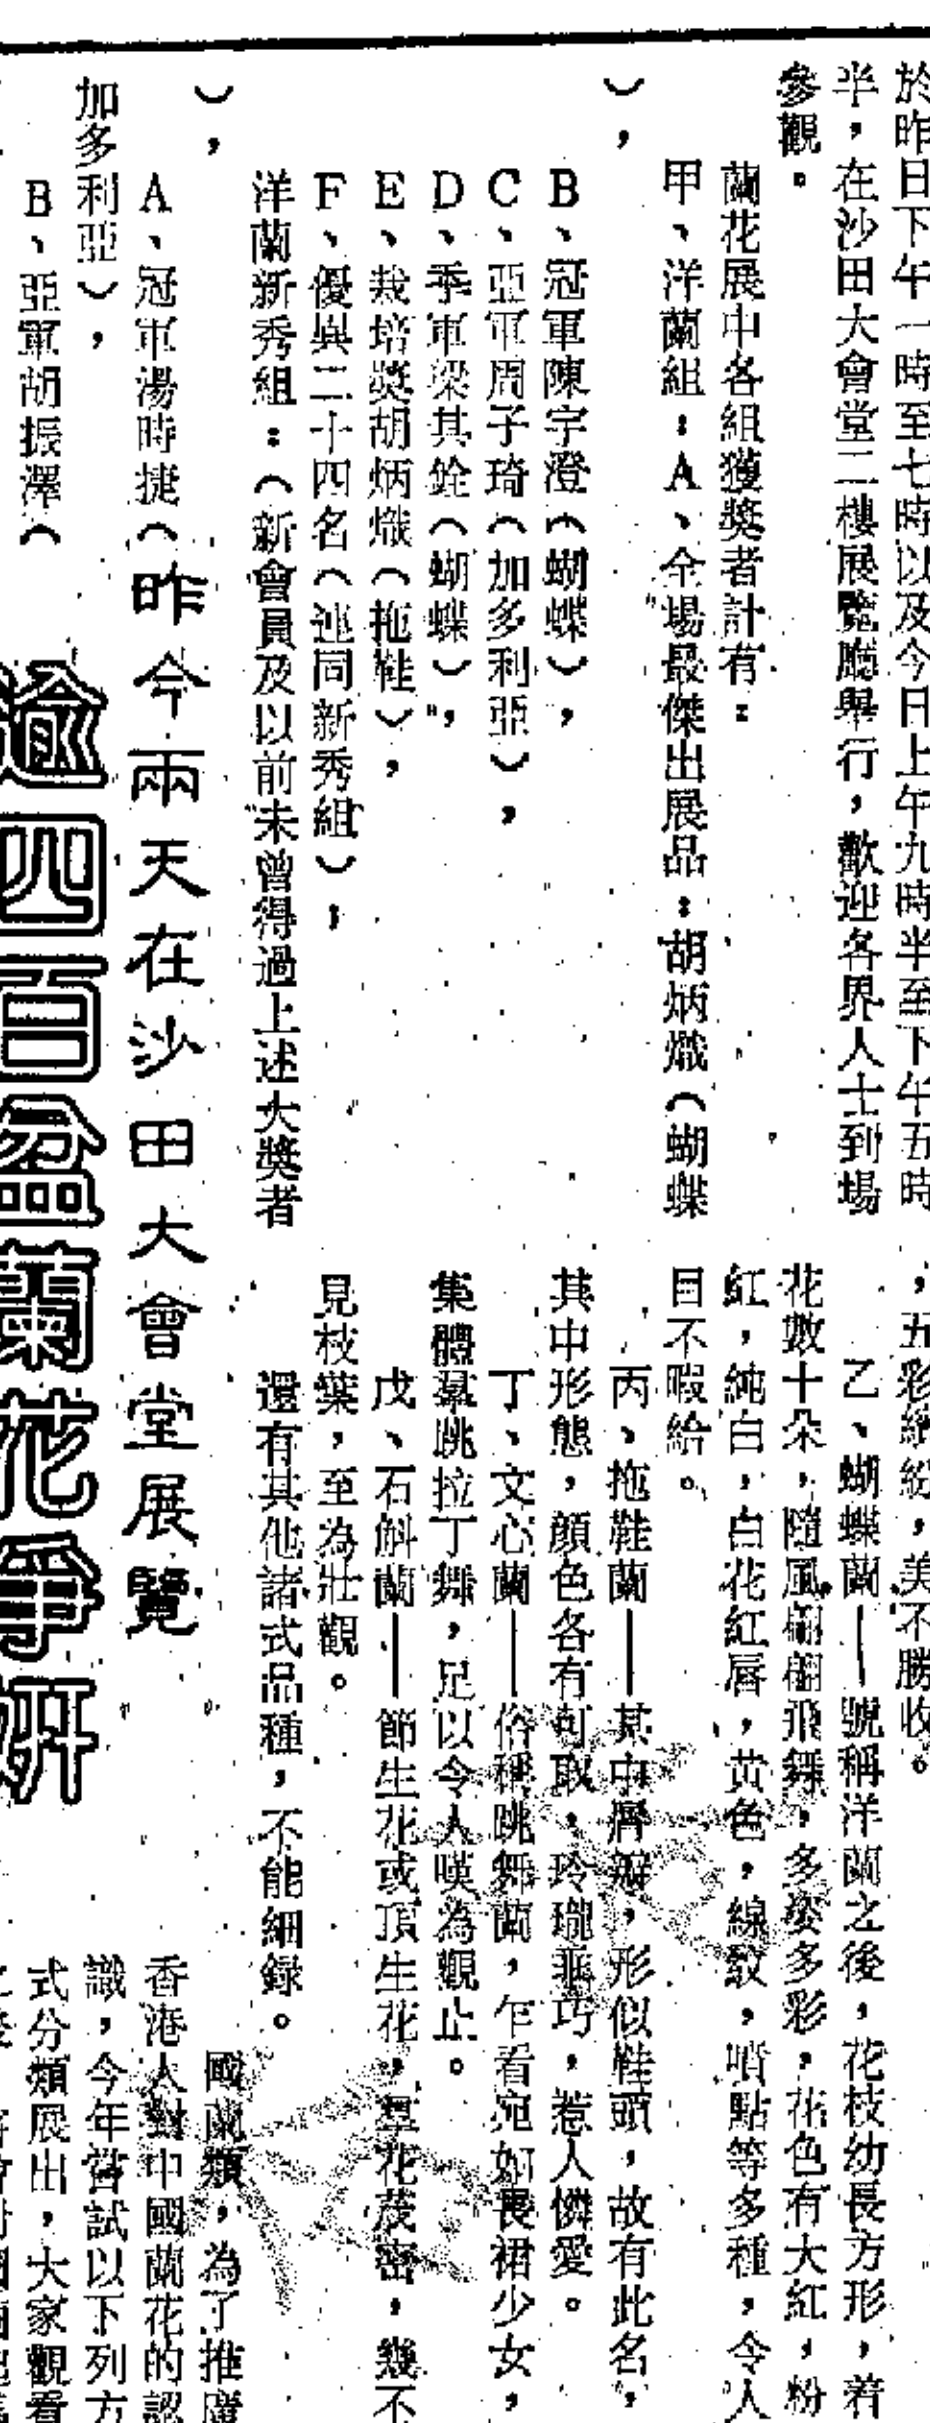 於昨日下午一時至七時以及今日上午九時半至下午五時
半，在沙田大會堂二樓展覽廳舉行，歡迎各界人士到場
參觀。
蘭花展中各組獲獎者計有：
甲、洋蘭組：A、全場最傑出展品：胡炳熾（蝴蝶
），
B、冠軍陳宇澄（蝴蝶），
C、亞軍周子琦（加多利亞），
D、季軍梁其銓（蝴蝶），
E、栽培獎胡炳熾（拖鞋），
F、優異二十四名（連同新秀組），
洋蘭新秀組：（新會員及以前未曾得過上述大獎者
），
A、冠軍湯時捷（
加多利亞），
B、亞軍胡振澤（
昨今兩天在沙田大會堂展覽
逾四百盆蘭花爭妍
，五彩繽紛，美不勝收。
乙、蝴蝶蘭——號稱洋蘭之後，花枝幼長方形，着
花數十朵，隨風翩翩飛舞，多姿多彩，花色有大紅，粉
紅，純白，白花紅唇，黃色，線紋，噴點等多種，令人
目不暇給。
丙、拖鞋蘭——其中唇瓣，形似鞋頭，故有此名，
其中形態，顏色各有可取，玲瓏乖巧，惹人憐愛。
丁、文心蘭——俗稱跳舞蘭，乍看宛如長裙少女，
集體羣跳拉丁舞，足以令人嘆為觀止。
戊、石斛蘭——節生花或頂生花，羣花茂密，幾不
見枝葉，至為壯觀。
還有其他諸式品種，不能細錄。
國蘭類，為了推廣
香港人對中國蘭花的認
識，今年嘗試以下列方
式分類展出，大家觀看